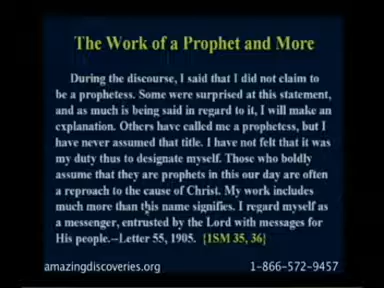 The Work of a Prophet and More
During the discourse, I said that I did not claim to
be a prophetess. Some were surprised at this statement,
and as much is being said in regard to it, I will make an
explanation. Others have called me a prophetess, but I
have never assumed that title. I have not felt that it was
my duty thus to designate myself. Those who boldly
assume that they are prophets in this our day are often
a reproach to the cause of Christ. My work includes
much more than this name signifies. I regard myself as
a messenger, entrusted by the Lord with messages for
His people.--Letter 55, 1905. {1SM 35, 36}
amazingdiscoveries.org 1-866-572-9457